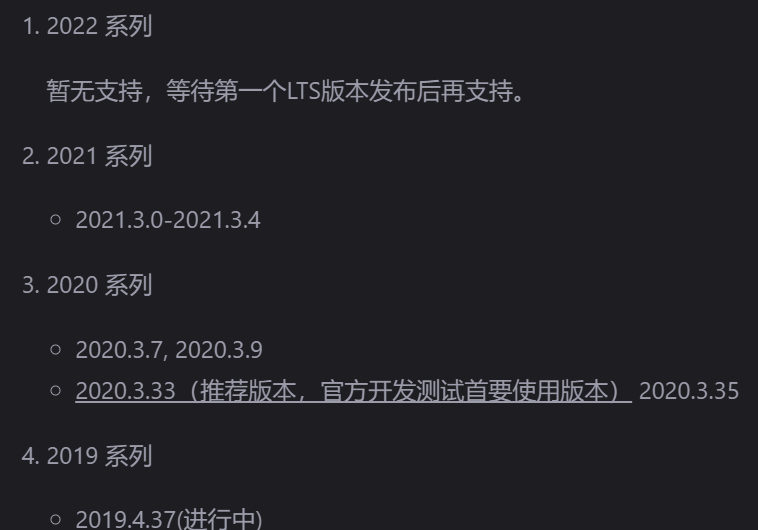 1. 2022 系列
暂无支持，等待第一个LTS版本发布后再支持。
2. 2021 系列
○ 2021.3.0-2021.3.4
3. 2020 系列
○ 2020.3.7, 2020.3.9
○ 2020.3.33（推荐版本，官方开发测试首要使用版本） 2020.3.35
4. 2019 系列
○ 2019.4.37(进行中)